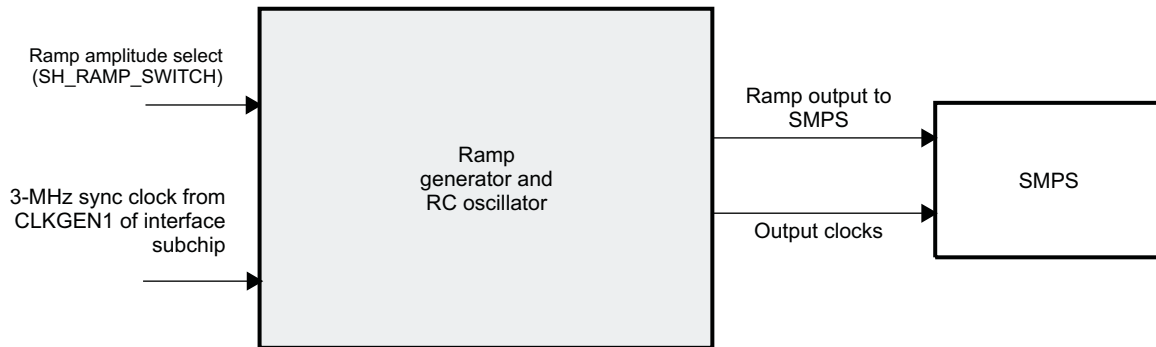 Ramp amplitude select
(SH_RAMP_SWITCH)
3-MHz sync clock from
CLKGEN1 of interface
subchip
Ramp
generator and
RC oscillator
Ramp output to
SMPS
Output clocks
SMPS